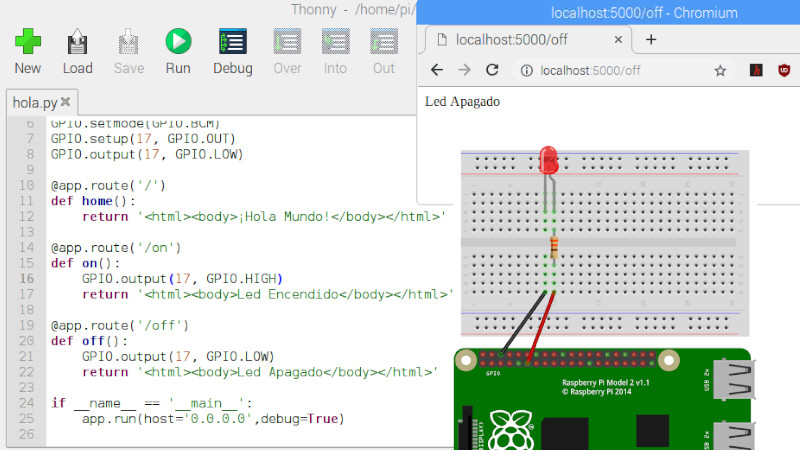 Thonny - /home/pi/
New Load Save Run Debug Over Into Out
hola.py
6 GPIO.setmode(GPIO.BCM)
7 GPIO.setup(17, GPIO.OUT)
8 GPIO.output(17, GPIO.LOW)
9
10 @app.route('/')
11 def home():
12 return '<html><body>¡Hola Mundo!</body></html>'
13
14 @app.route('/on')
15 def on():
16 GPIO.output(17, GPIO.HIGH)
17 return '<html><body>Led Encendido</body></html>'
18
19 @app.route('/off')
20 def off():
21 GPIO.output(17, GPIO.LOW)
22 return '<html><body>Led Apagado</body></html>'
23
24 if __name__ == '__main__':
25 app.run(host='0.0.0.0',debug=True)
26
localhost:5000/off - Chromium
localhost:5000/off
localhost:5000/off
Led Apagado
GPIO
Raspberry Pi Model 2 v1.1
© Raspberry Pi 2014
USB 2x
USB 2x